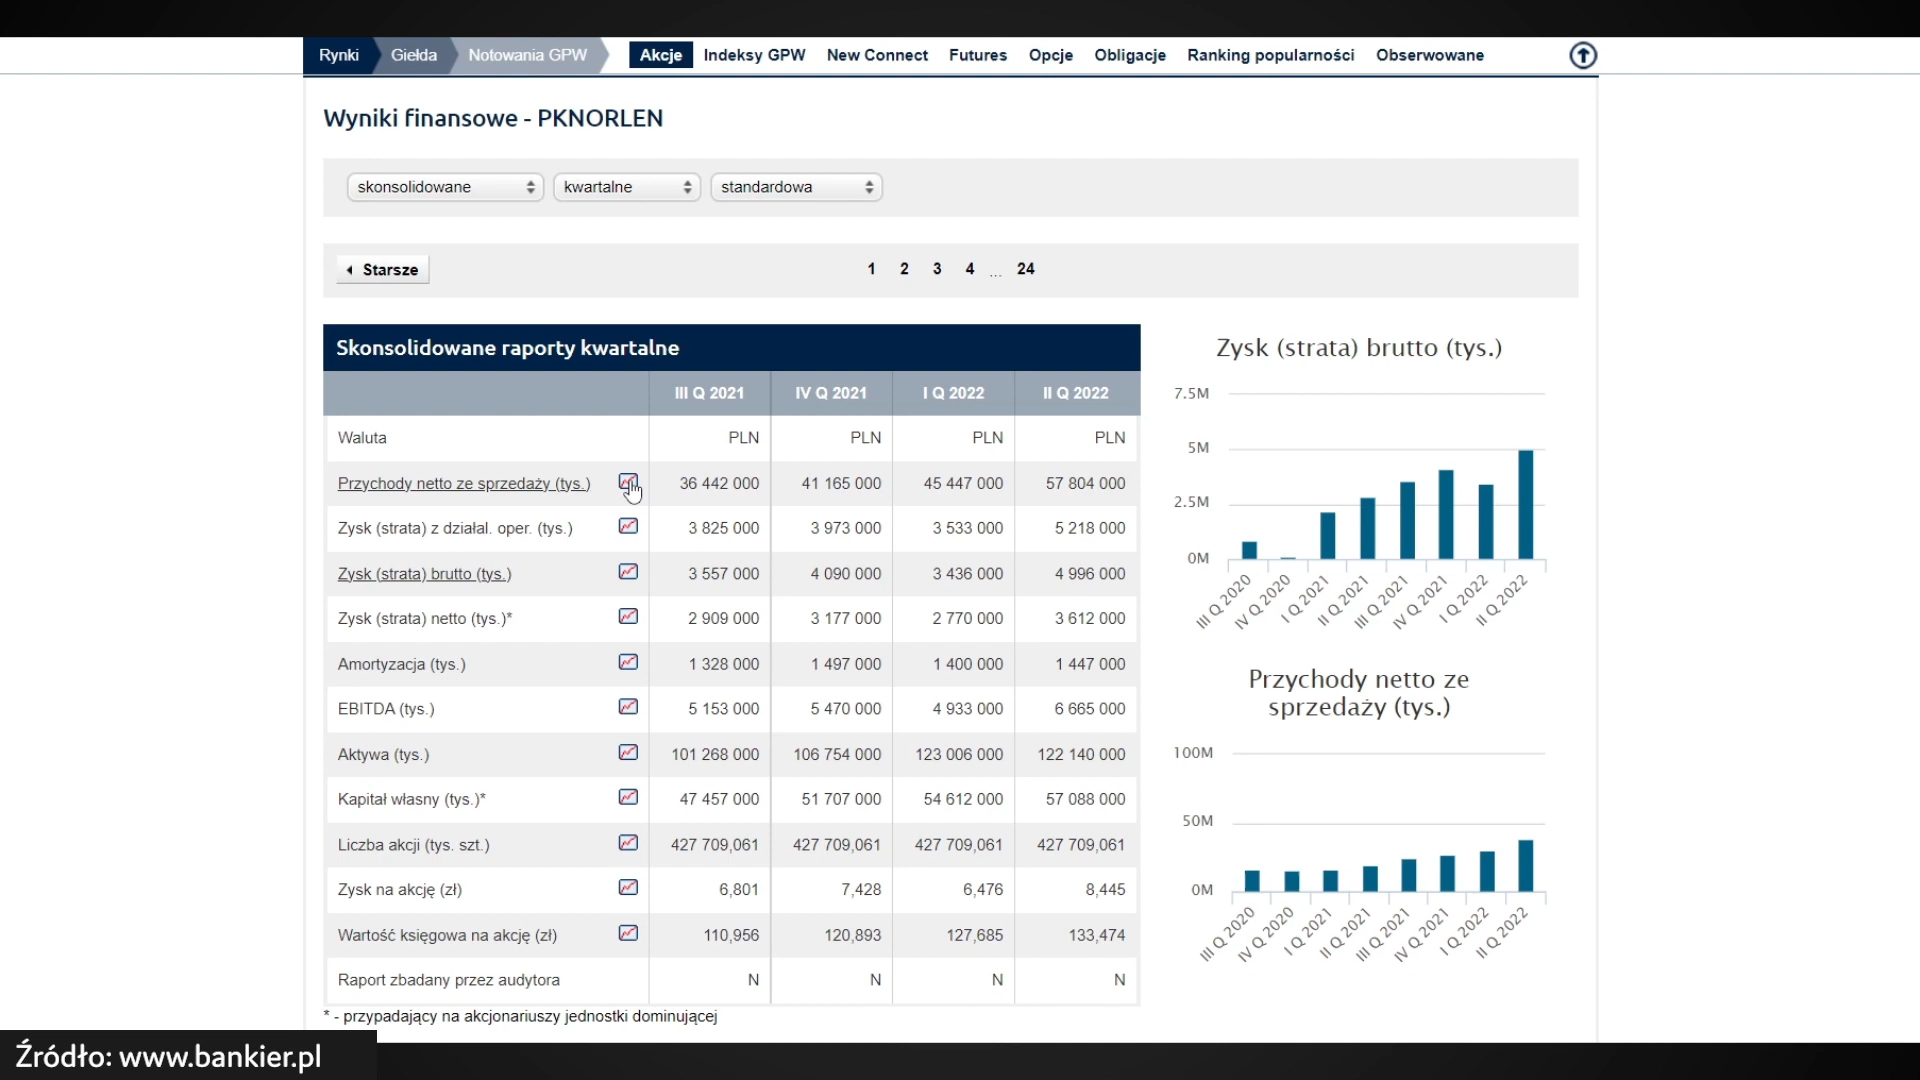 Rynki Giełda Notowania GPW Akcje Indeksy GPW New Connect Futures Opcje Obligacje Ranking popularności Obserwowane
Wyniki finansowe - PKNORLEN
skonsolidowane kwartalne standardowa
Starsze 1 2 3 4 ... 24
Skonsolidowane raporty kwartalne
III Q 2021 IV Q 2021 I Q 2022 II Q 2022
Waluta PLN PLN PLN PLN
Przychody netto ze sprzedaży (tys.) 36 442 000 41 165 000 45 447 000 57 804 000
Zysk (strata) z działal. oper. (tys.) 3 825 000 3 973 000 3 533 000 5 218 000
Zysk (strata) brutto (tys.) 3 557 000 4 090 000 3 436 000 4 996 000
Zysk (strata) netto (tys.)* 2 909 000 3 177 000 2 770 000 3 612 000
Amortyzacja (tys.) 1 328 000 1 497 000 1 400 000 1 447 000
EBITDA (tys.) 5 153 000 5 470 000 4 933 000 6 665 000
Aktywa (tys.) 101 268 000 106 754 000 123 006 000 122 140 000
Kapitał własny (tys.)* 47 457 000 51 707 000 54 612 000 57 088 000
Liczba akcji (tys. szt.) 427 709,061 427 709,061 427 709,061 427 709,061
Zysk na akcję (zł) 6,801 7,428 6,476 8,445
Wartość księgowa na akcję (zł) 110,956 120,893 127,685 133,474
Raport zbadany przez audytora N N N N
* - przypadający na akcjonariuszy jednostki dominującej
Zysk (strata) brutto (tys.)
7.5M
5M
2.5M
0M
III Q 2020 IV Q 2020 I Q 2021 II Q 2021 III Q 2021 IV Q 2021 I Q 2022 II Q 2022
Przychody netto ze
sprzedaży (tys.)
100M
50M
0M
III Q 2020 IV Q 2020 I Q 2021 II Q 2021 III Q 2021 IV Q 2021 I Q 2022 II Q 2022
Źródło: www.bankier.pl